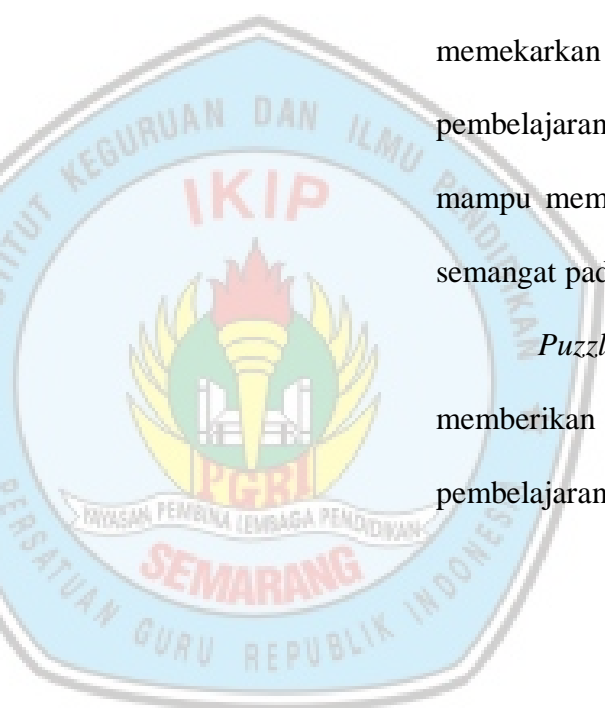 memekarkan
pembelajaran
mampu mem
semangat pad
Puzzl
memberikan
pembelajaran
INSTITUT KEGURUAN DAN ILMU PENDIDIKAN
IKIP
PGRI
YAYASAN PEMBINA LEMBAGA PENDIDIKAN
SEMARANG
PERSATUAN GURU REPUBLIK INDONESIA